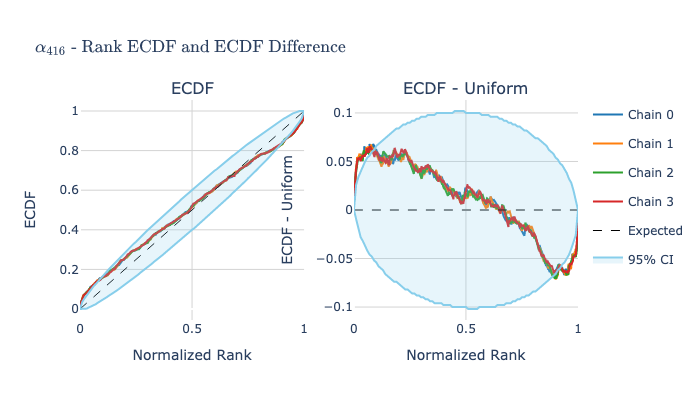 α416 - Rank ECDF and ECDF Difference
ECDF
ECDF
1
0.8
0.6
0.4
0.2
0
0
0.5
1
Normalized Rank
ECDF - Uniform
ECDF - Uniform
0.1
0.05
0
−0.05
−0.1
0
0.5
1
Normalized Rank
Chain 0
Chain 1
Chain 2
Chain 3
Expected
95% CI